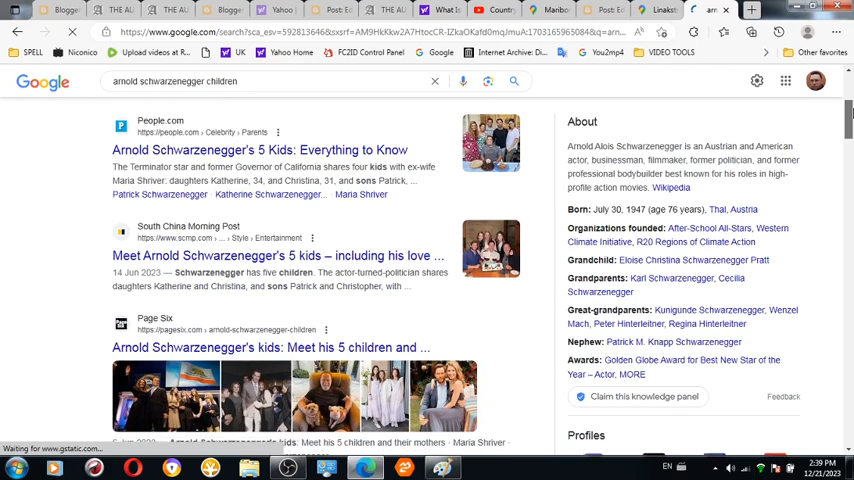 Blogger
THE AU
THE AU
Blogge
Yahoo
Post: Ed
THE AU
What Is
Country
Maribo
Post: Ed
Linakst
arn
https://www.google.com/search?sca_esv=592813646&sxsrf=AM9HkKkw2A7HtocCR-IZkaOKafd0mqJmuA:1703165965084&q=arn...
SPELL
Niconico
Upload videos at R...
UK
Yahoo Home
FC2ID Control Panel
Google
Internet Archive: Di...
You2mp4
VIDEO TOOLS
Other favorites
Google
arnold schwarzenegger children
People.com
https://people.com › Celebrity › Parents
Arnold Schwarzenegger's 5 Kids: Everything to Know
The Terminator star and former Governor of California shares four kids with ex-wife
Maria Shriver: daughters Katherine, 34, and Christina, 31, and sons Patrick, ...
Patrick Schwarzenegger · Katherine Schwarzenegger... · Maria Shriver
South China Morning Post
https://www.scmp.com › ... › Style › Entertainment
Meet Arnold Schwarzenegger's 5 kids – including his love ...
14 Jun 2023 — Schwarzenegger has five children. The actor-turned-politician shares
daughters Katherine and Christina, and sons Patrick and Christopher, with ...
Page Six
https://pagesix.com › arnold-schwarzenegger-children
Arnold Schwarzenegger's kids: Meet his 5 children and ...
kids: Meet his 5 children and their mothers · Maria Shriver ·
About
Arnold Alois Schwarzenegger is an Austrian and American
actor, businessman, filmmaker, former politician, and former
professional bodybuilder best known for his roles in high-
profile action movies. Wikipedia
Born: July 30, 1947 (age 76 years), Thal, Austria
Organizations founded: After-School All-Stars, Western
Climate Initiative, R20 Regions of Climate Action
Grandchild: Eloise Christina Schwarzenegger Pratt
Grandparents: Karl Schwarzenegger, Cecilia
Schwarzenegger
Great-grandparents: Kunigunde Schwarzenegger, Wenzel
Mach, Peter Hinterleitner, Regina Hinterleitner
Nephew: Patrick M. Knapp Schwarzenegger
Awards: Golden Globe Award for Best New Star of the
Year – Actor, MORE
Claim this knowledge panel
Feedback
Profiles
Waiting for www.gstatic.com...
EN
2:39 PM
12/21/2023